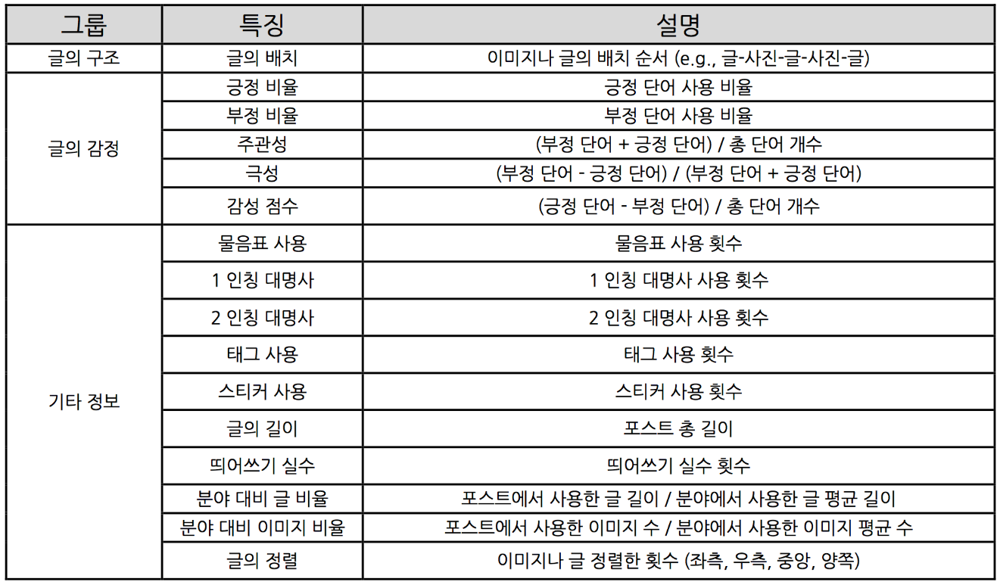 그룹 특징 설명
글의 구조 글의 배치 이미지나 글의 배치 순서 (e.g., 글-사진-글-사진-글)
글의 감정 긍정 비율 긍정 단어 사용 비율
부정 비율 부정 단어 사용 비율
주관성 (부정 단어 + 긍정 단어) / 총 단어 개수
극성 (부정 단어 - 긍정 단어) / (부정 단어 + 긍정 단어)
감성 점수 (긍정 단어 - 부정 단어) / 총 단어 개수
기타 정보 물음표 사용 물음표 사용 횟수
1 인칭 대명사 1 인칭 대명사 사용 횟수
2 인칭 대명사 2 인칭 대명사 사용 횟수
태그 사용 태그 사용 횟수
스티커 사용 스티커 사용 횟수
글의 길이 포스트 총 길이
띄어쓰기 실수 띄어쓰기 실수 횟수
분야 대비 글 비율 포스트에서 사용한 글 길이 / 분야에서 사용한 글 평균 길이
분야 대비 이미지 비율 포스트에서 사용한 이미지 수 / 분야에서 사용한 이미지 평균 수
글의 정렬 이미지나 글 정렬한 횟수 (좌측, 우측, 중앙, 양쪽)